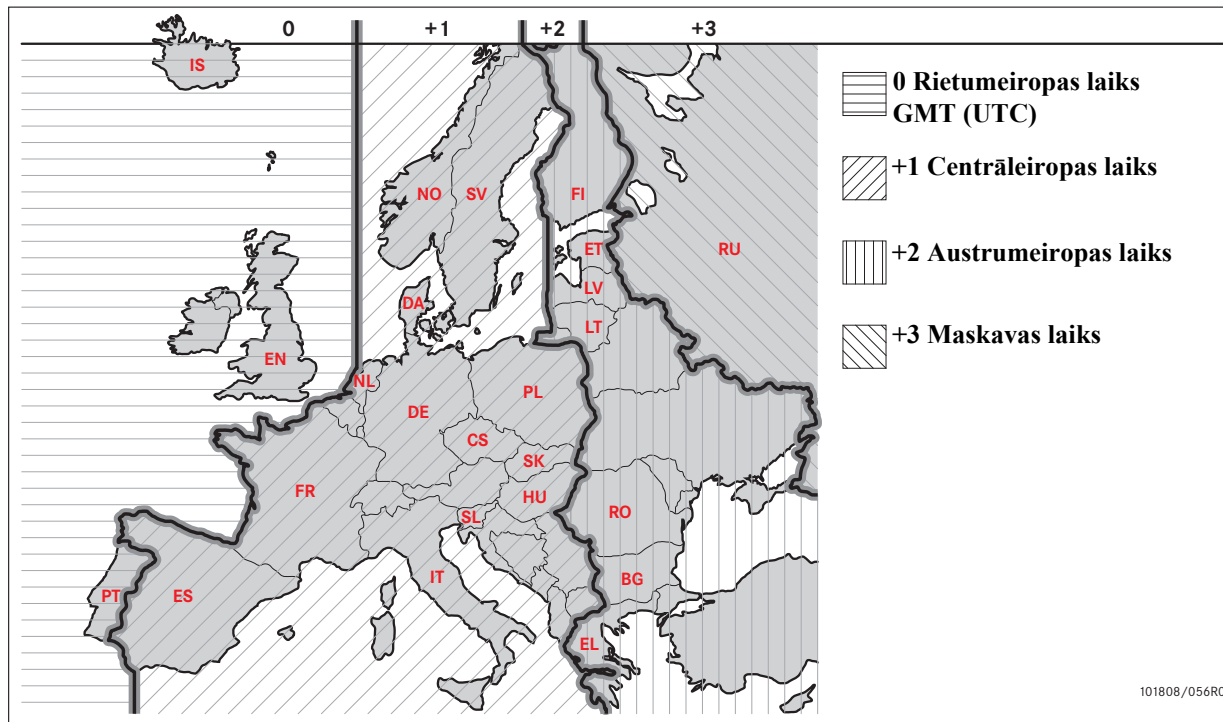 0 +1 +2 +3
IS
NO SV FI
ET RU
LV
DA
LT
EN
NL
PL
DE
CS
SK
FR
HU
SL
RO
IT
BG
PT ES
EL
0 Rietumeiropas laiks
GMT (UTC)
+1 Centrāleiropas laiks
+2 Austrumeiropas laiks
+3 Maskavas laiks